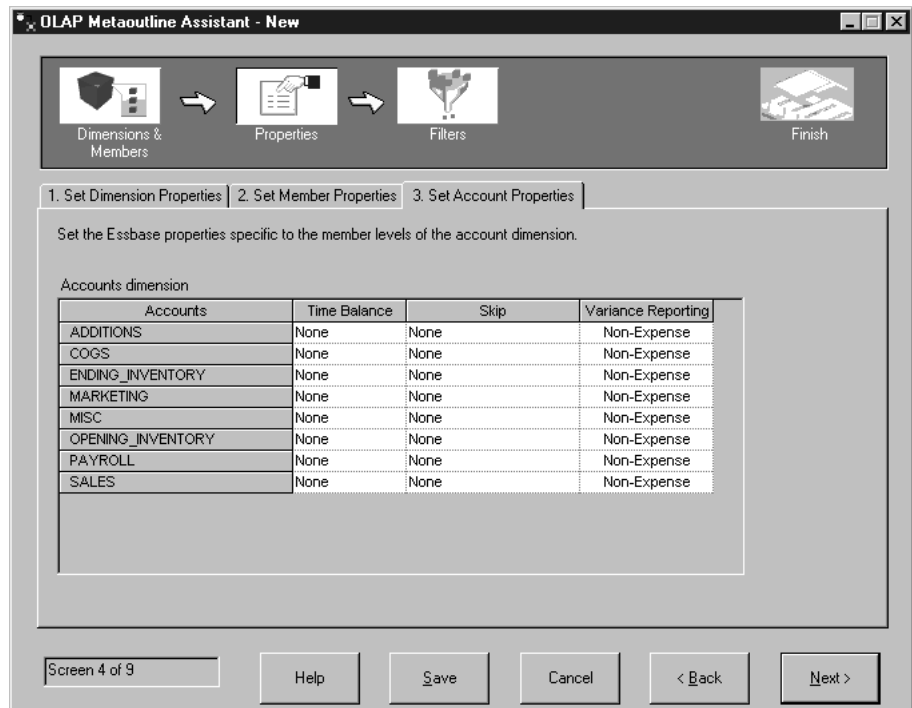 OLAP Metaoutline Assistant - New
Dimensions & Members
Properties
Filters
Finish
1. Set Dimension Properties 2. Set Member Properties 3. Set Account Properties
Set the Essbase properties specific to the member levels of the account dimension.
Accounts dimension
Accounts Time Balance Skip Variance Reporting
ADDITIONS None None Non-Expense
COGS None None Non-Expense
ENDING_INVENTORY None None Non-Expense
MARKETING None None Non-Expense
MISC None None Non-Expense
OPENING_INVENTORY None None Non-Expense
PAYROLL None None Non-Expense
SALES None None Non-Expense
Screen 4 of 9 Help Save Cancel < Back Next >